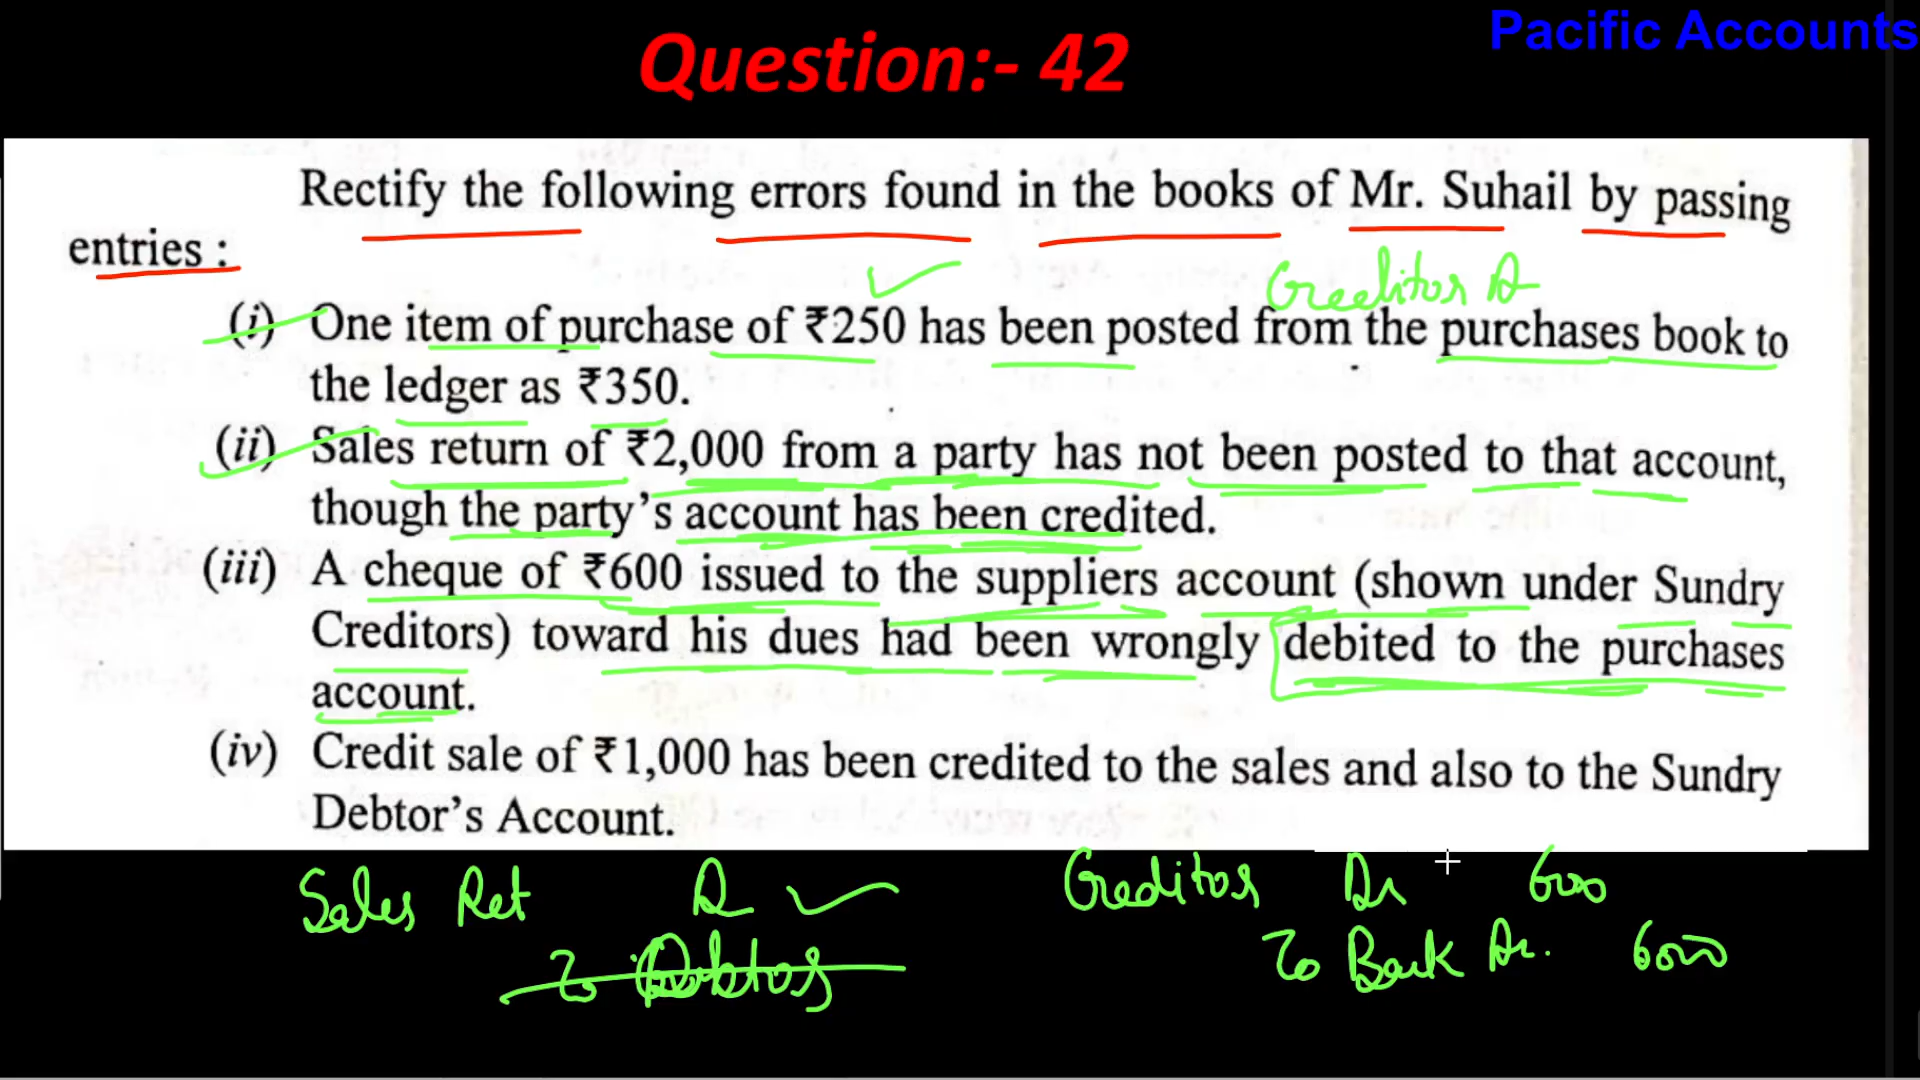 Pacific Accounts
Question:- 42
Rectify the following errors found in the books of Mr. Suhail by passing
entries :
Creditor A
(i) One item of purchase of ₹250 has been posted from the purchases book to
the ledger as ₹350.
(ii) Sales return of ₹2,000 from a party has not been posted to that account,
though the party's account has been credited.
(iii) A cheque of ₹600 issued to the suppliers account (shown under Sundry
Creditors) toward his dues had been wrongly debited to the purchases
account.
(iv) Credit sale of ₹1,000 has been credited to the sales and also to the Sundry
Debtor's Account.
Sales Ret
Creditor Dr 600
To Debtor
To Bank